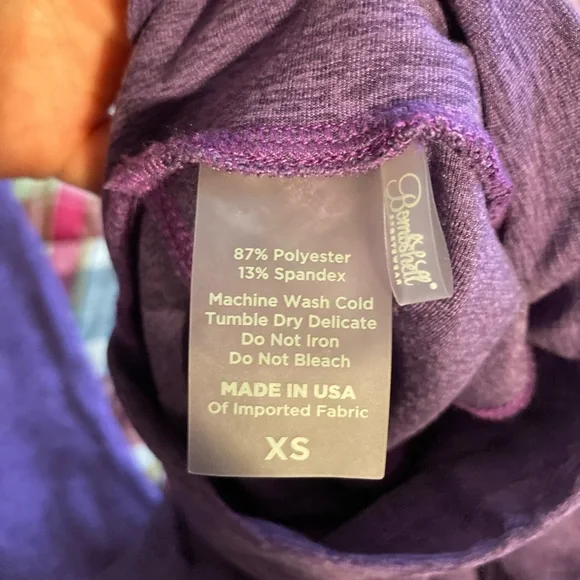 87% Polyester
13% Spandex
Machine Wash Cold
Tumble Dry Delicate
Do Not Iron
Do Not Bleach
MADE IN USA
Of Imported Fabric
XS
Bombshell®
SPORTSWEAR